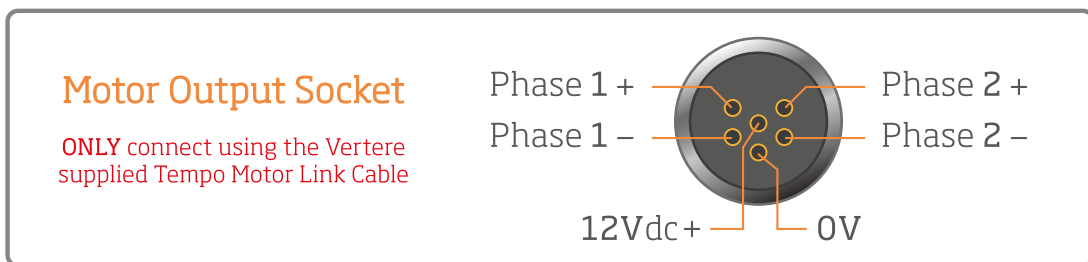 Motor Output Socket
ONLY connect using the Vertere
supplied Tempo Motor Link Cable
Phase 1 +
Phase 1 –
Phase 2 +
Phase 2 –
12Vdc+
0V